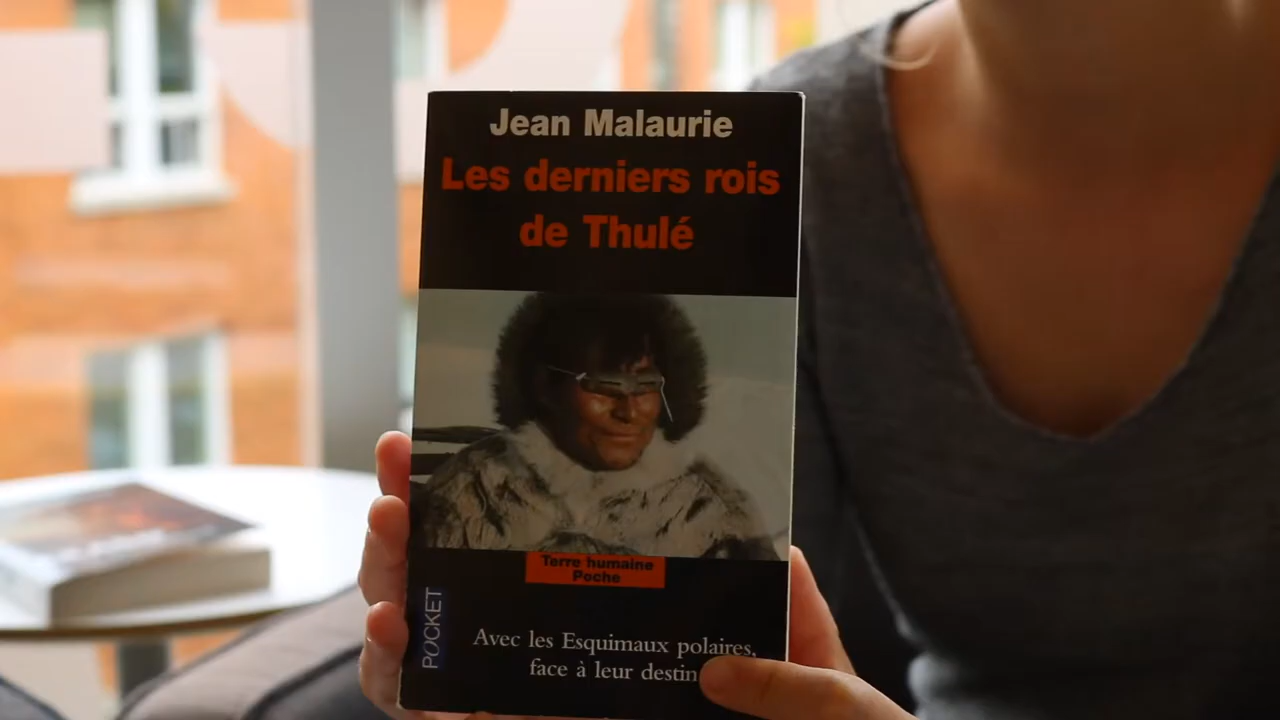 Jean Malaurie
Les derniers rois
de Thulé
Terre humaine
Poche
POCKET
Avec les Esquimaux polaires,
face à leur destin